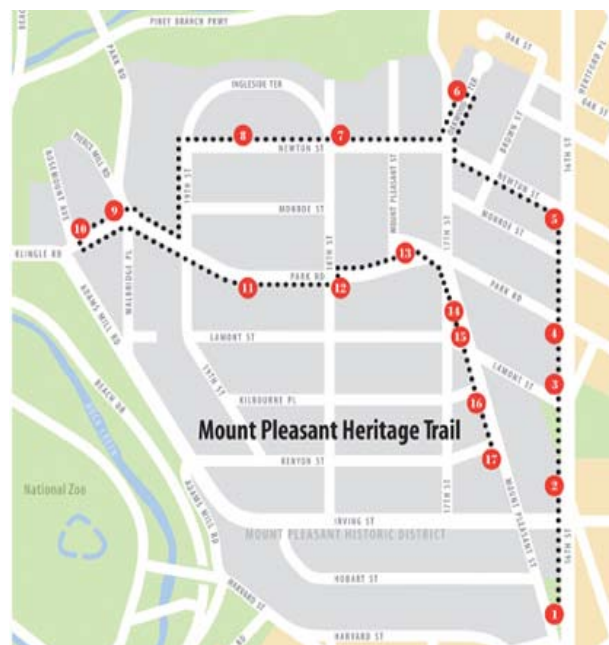 PINEY BRANCH PKWY
BEACH
PARK RD
OAK ST
HERTFORD PL
OAK ST
INGLESIDE TER
6
OAKWOOD TER
BROWN ST
16TH ST
8
7
NEWTON ST
NEWTON ST
PIERCE MILL RD
ROSEMOUNT AVE
19TH ST
MONROE ST
MOUNT PLEASANT ST
17TH ST
MONROE ST
5
9
10
KLINGLE RD
WALBRIDGE PL
18TH ST
13
PARK RD
PARK RD
11
12
ADAMS MILL RD
14
15
4
LAMONT ST
LAMONT ST
3
BEACH DR
19TH ST
KILBOURNE PL
16
Mount Pleasant Heritage Trail
ROCK CREEK
KENYON ST
17
National Zoo
ADAMS MILL RD
17TH ST
MOUNT PLEASANT ST
2
16TH ST
IRVING ST
MOUNT PLEASANT HISTORIC DISTRICT
HOBART ST
HARVARD ST
1
HARVARD ST